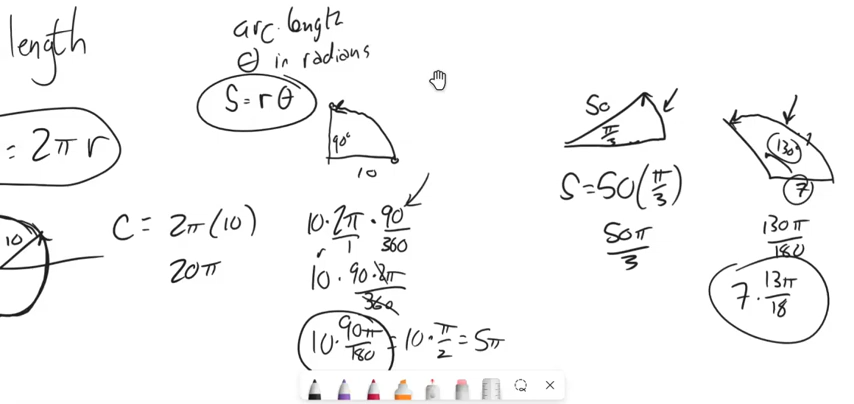 length
= 2π r
10
C = 2π(10)
20π
arc length
θ in radians
S = r θ
90°
10
10 · 2π/1 · 90/360
r
10 · 90·2π/360
10 · 90π/180 = 10 · π/2 = 5π
50
π/3
S = 50(π/3)
50π/3
130°
7
130π/180
7 · 13π/18